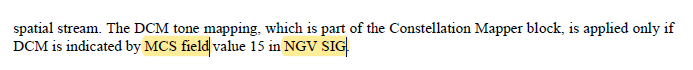 spatial stream. The DCM tone mapping, which is part of the Constellation Mapper block, is applied only if
DCM is indicated by MCS field value 15 in NGV SIG.